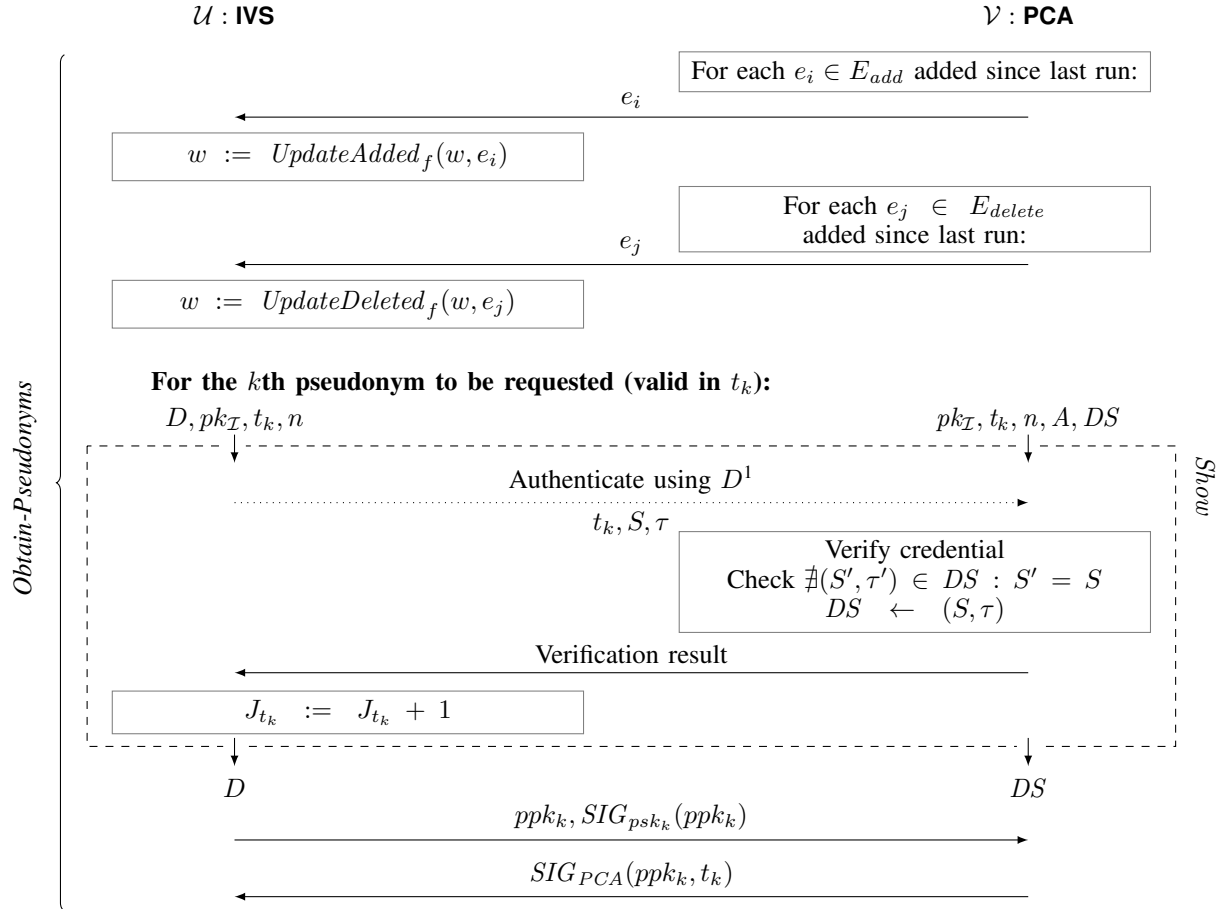 𝒰 : IVS
𝒱 : PCA
For each e_i ∈ E_add added since last run:
e_i
w := UpdateAdded_f(w, e_i)
For each e_j ∈ E_delete
added since last run:
e_j
w := UpdateDeleted_f(w, e_j)
Obtain-Pseudonyms
For the kth pseudonym to be requested (valid in t_k):
D, pk_ℐ, t_k, n
pk_ℐ, t_k, n, A, DS
Show
Authenticate using D¹
t_k, S, τ
Verify credential
Check ∄(S′, τ′) ∈ DS : S′ = S
DS ← (S, τ)
Verification result
J_{t_k} := J_{t_k} + 1
D
DS
ppk_k, SIG_{psk_k}(ppk_k)
SIG_{PCA}(ppk_k, t_k)